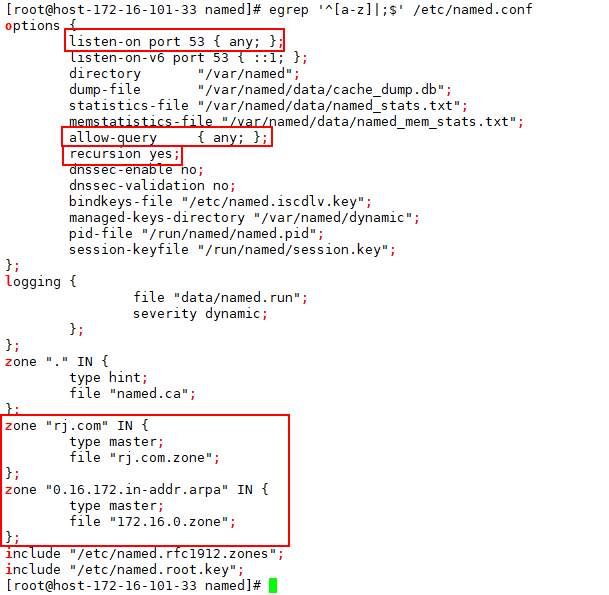 [root@host-172-16-101-33 named]# egrep '^[a-z]|;$' /etc/named.conf
options {
        listen-on port 53 { any; };
        listen-on-v6 port 53 { ::1; };
        directory       "/var/named";
        dump-file       "/var/named/data/cache_dump.db";
        statistics-file "/var/named/data/named_stats.txt";
        memstatistics-file "/var/named/data/named_mem_stats.txt";
        allow-query     { any; };
        recursion yes;
        dnssec-enable no;
        dnssec-validation no;
        bindkeys-file "/etc/named.iscdlv.key";
        managed-keys-directory "/var/named/dynamic";
        pid-file "/run/named/named.pid";
        session-keyfile "/run/named/session.key";
};
logging {
                file "data/named.run";
                severity dynamic;
        };
};
zone "." IN {
        type hint;
        file "named.ca";
};
zone "rj.com" IN {
        type master;
        file "rj.com.zone";
};
zone "0.16.172.in-addr.arpa" IN {
        type master;
        file "172.16.0.zone";
};
include "/etc/named.rfc1912.zones";
include "/etc/named.root.key";
[root@host-172-16-101-33 named]#